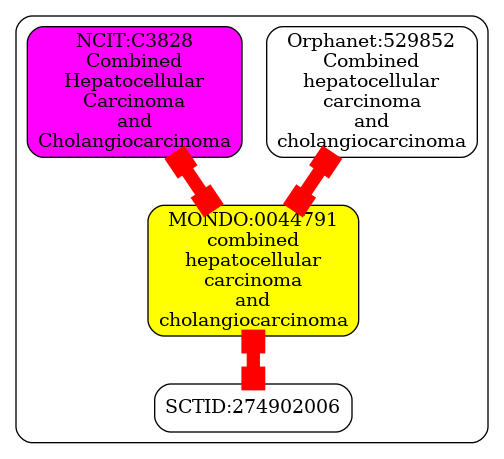 NCIT:C3828
Combined
Hepatocellular
Carcinoma
and
Cholangiocarcinoma
Orphanet:529852
Combined
hepatocellular
carcinoma
and
cholangiocarcinoma
MONDO:0044791
combined
hepatocellular
carcinoma
and
cholangiocarcinoma
SCTID:274902006